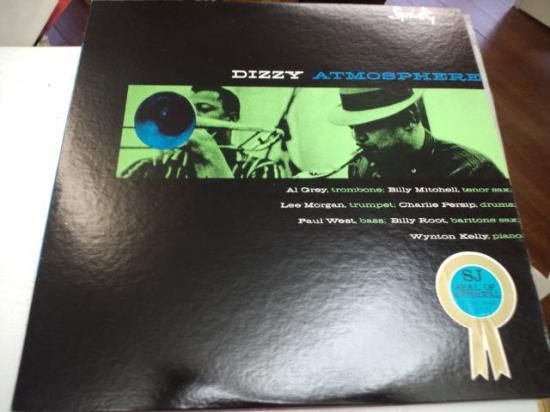 Specialty
DIZZY ATMOSPHERE
Al Grey, trombone; Billy Mitchell, tenor sax;
Lee Morgan, trumpet; Charlie Persip, drums;
Paul West, bass; Billy Root, baritone sax;
Wynton Kelly, piano
SJ
SEAL OF